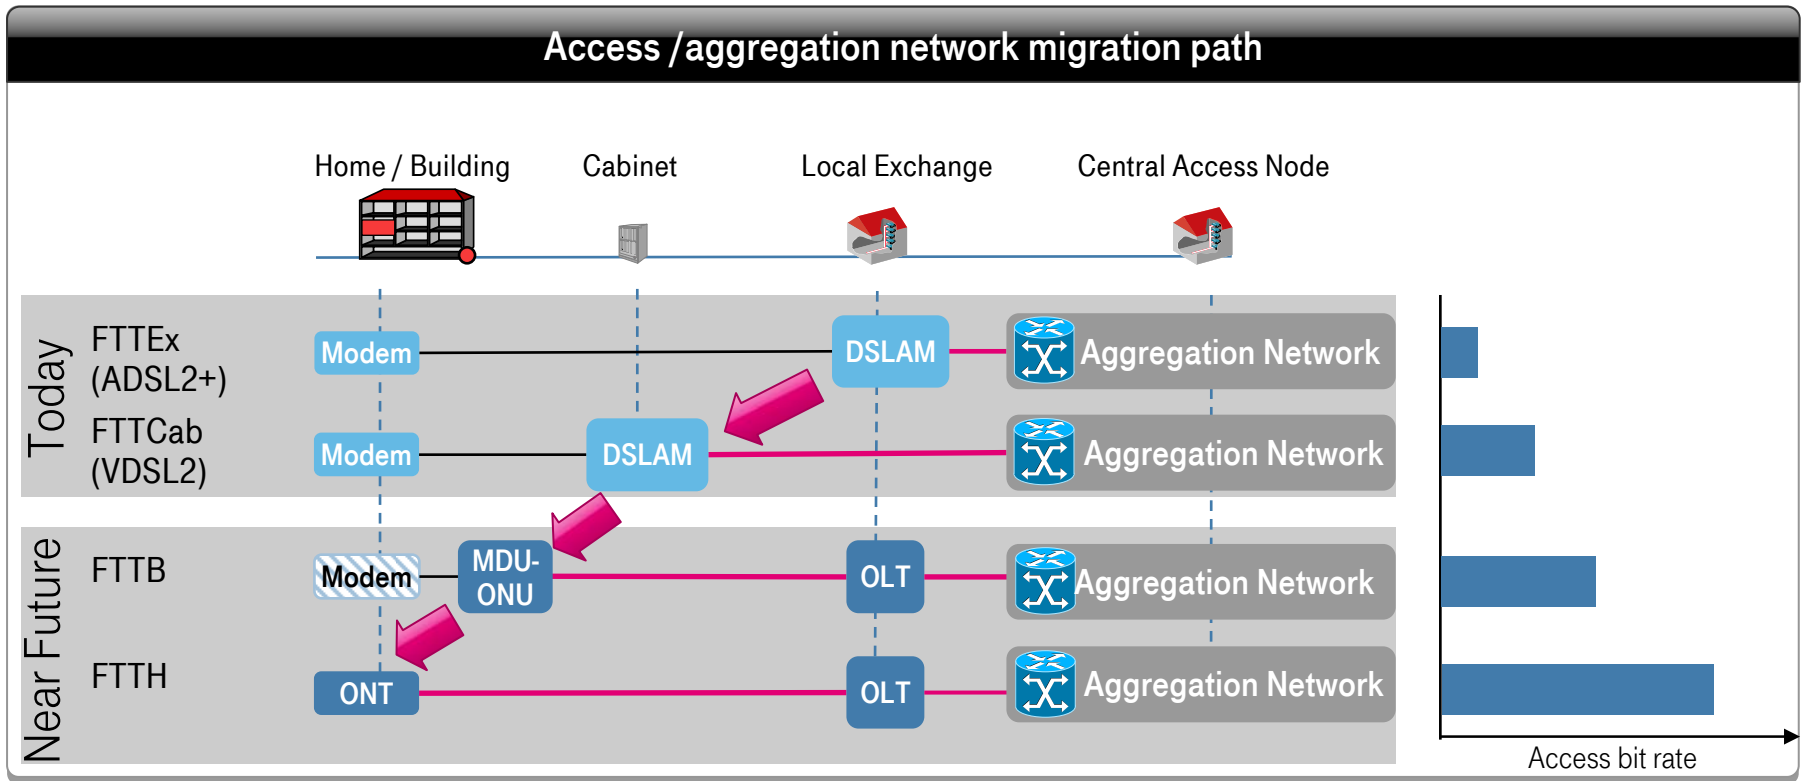 Access /aggregation network migration path
Home / Building
Cabinet
Local Exchange
Central Access Node
Today
FTTEx
(ADSL2+)
Modem
DSLAM
Aggregation Network
FTTCab
(VDSL2)
Modem
DSLAM
Aggregation Network
Near Future
FTTB
Modem
MDU-
ONU
OLT
Aggregation Network
FTTH
ONT
OLT
Aggregation Network
Access bit rate